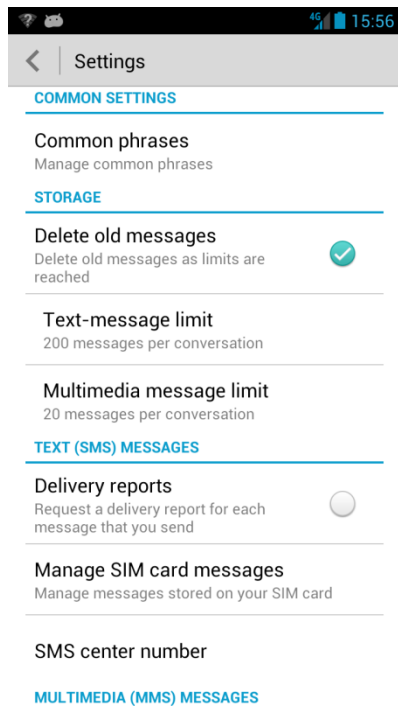 4G 15:56
Settings
COMMON SETTINGS
Common phrases
Manage common phrases
STORAGE
Delete old messages
Delete old messages as limits are
reached
Text-message limit
200 messages per conversation
Multimedia message limit
20 messages per conversation
TEXT (SMS) MESSAGES
Delivery reports
Request a delivery report for each
message that you send
Manage SIM card messages
Manage messages stored on your SIM card
SMS center number
MULTIMEDIA (MMS) MESSAGES